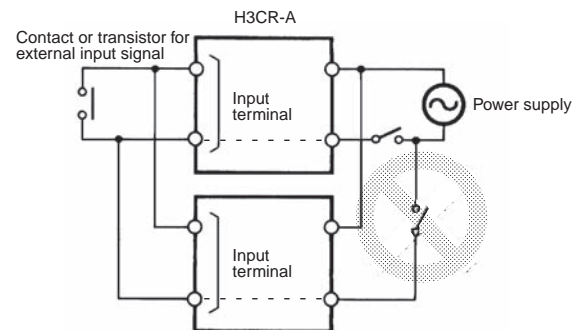 H3CR-A
Contact or transistor for
external input signal
Input
terminal
Power supply
Input
terminal